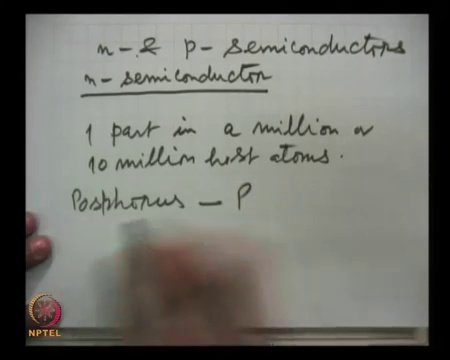 n- & p- semiconductors
n- semiconductor
1 part in a million or
10 million host atoms.
Posphorus - P
NPTEL